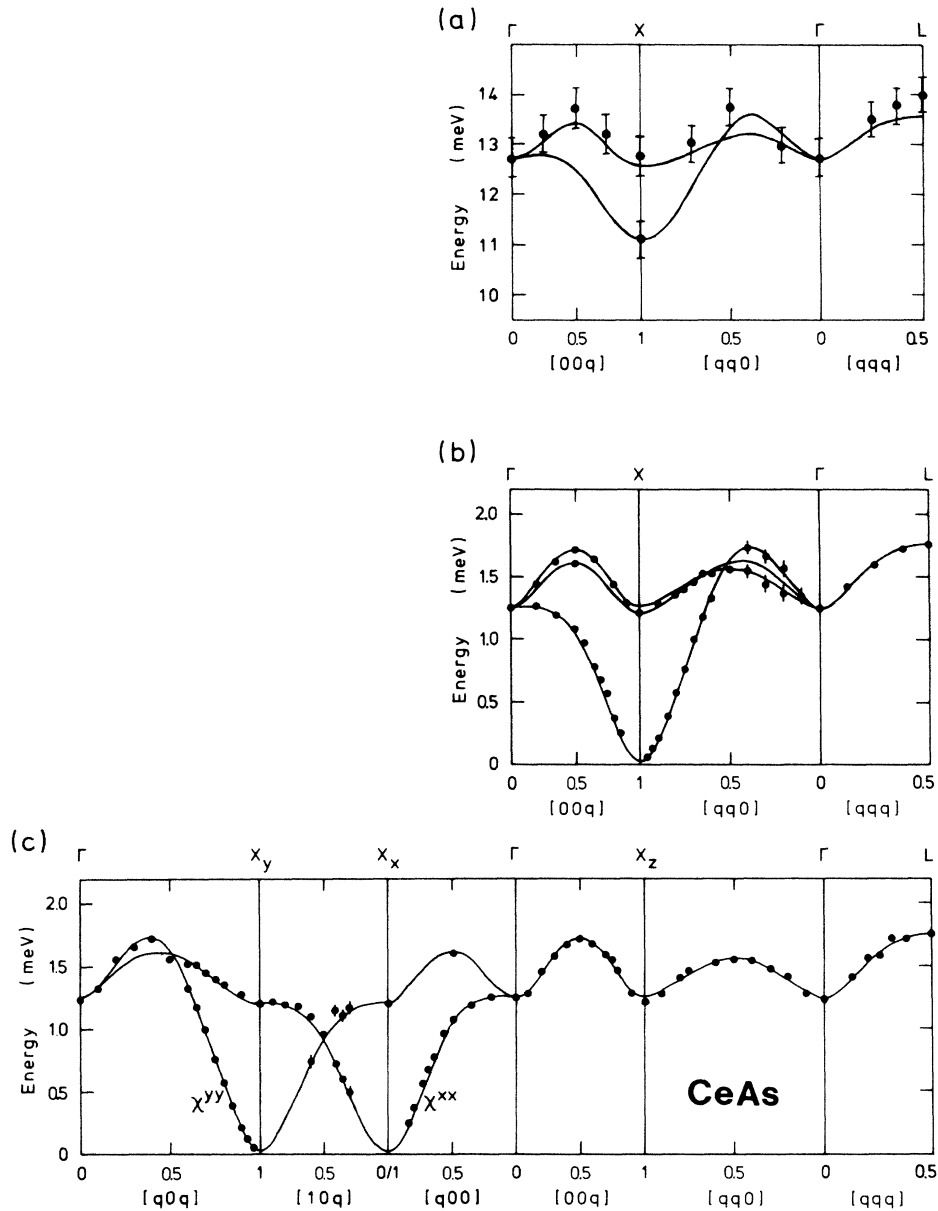 (a)
Γ X Γ L
14
13
12
11
10
Energy (meV)
0 0.5 1 0.5 0 0.5
[00q] [qq0] [qqq]
(b)
Γ X Γ L
2.0
1.5
1.0
0.5
0
Energy (meV)
0 0.5 1 0.5 0 0.5
[00q] [qq0] [qqq]
(c)
Γ Xy Xx Γ Xz Γ L
2.0
1.5
1.0
0.5
0
Energy (meV)
χyy χxx CeAs
0 0.5 1 0.5 0/1 0.5 0 0.5 1 0.5 0 0.5
[q0q] [10q] [q00] [00q] [qq0] [qqq]